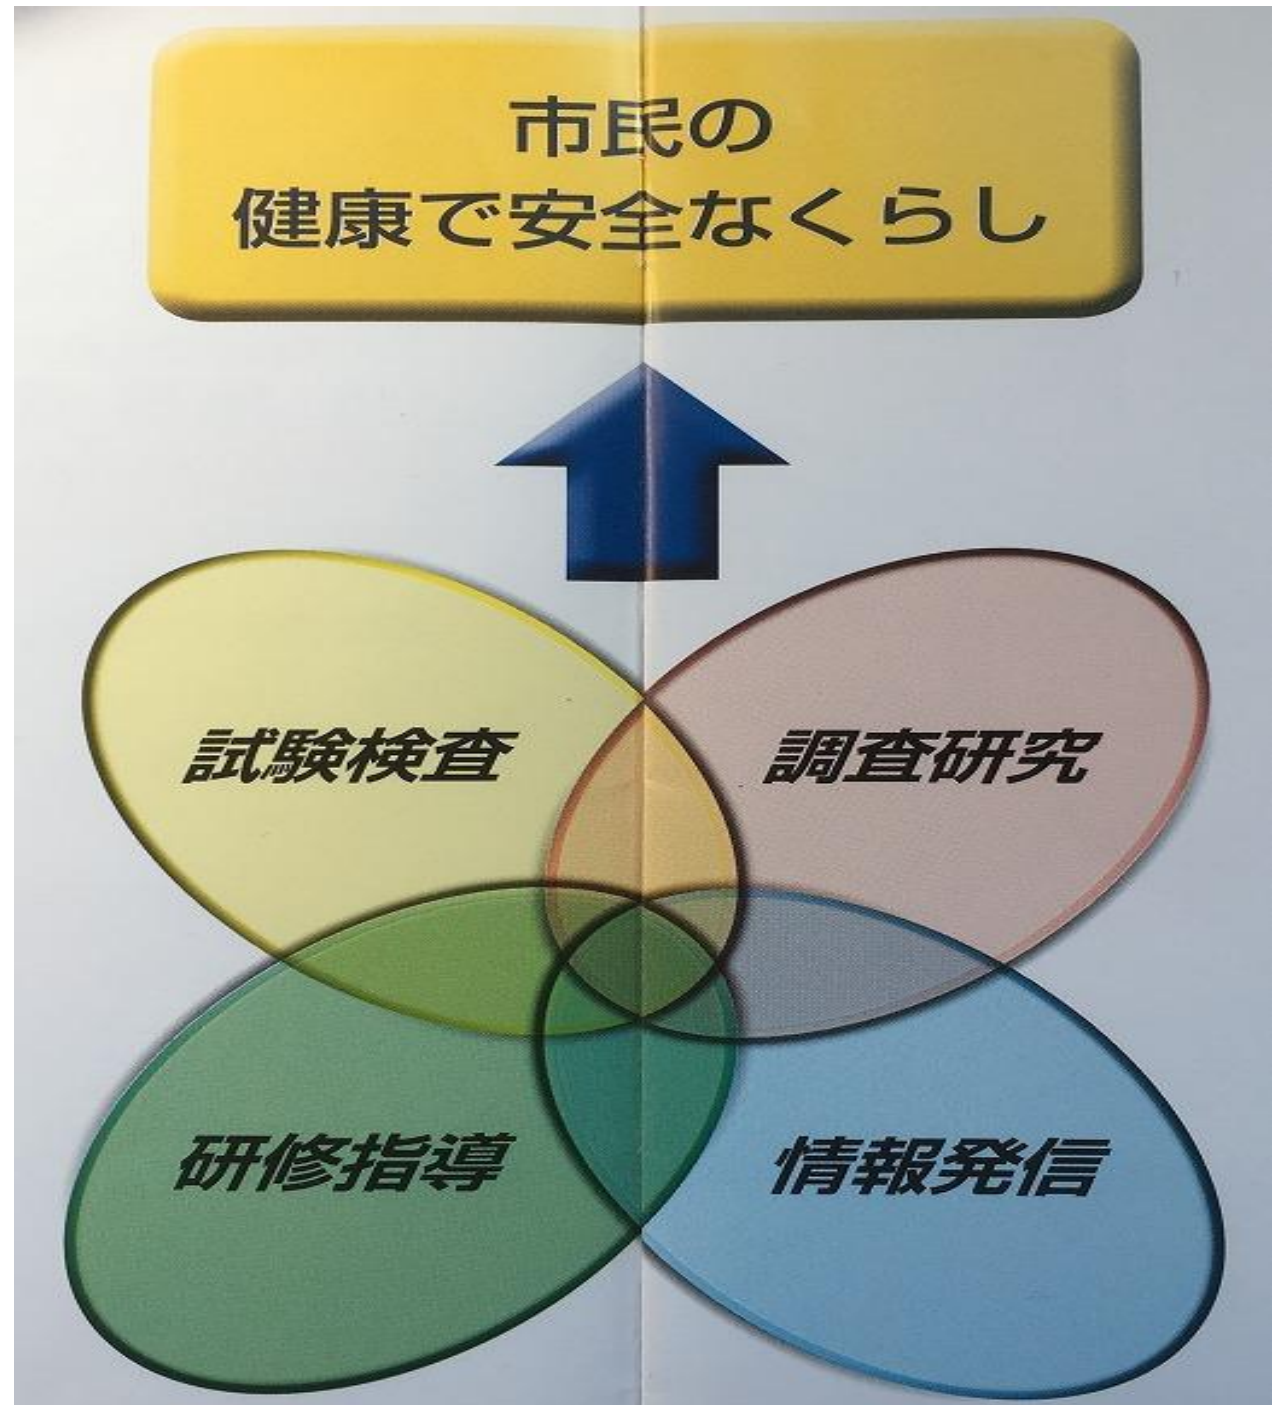 市民の
健康で安全なくらし
試験検査
調査研究
研修指導
情報発信